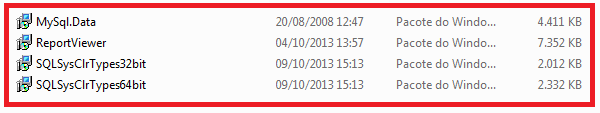 MySql.Data 20/08/2008 12:47 Pacote do Windo... 4.411 KB
ReportViewer 04/10/2013 13:57 Pacote do Windo... 7.352 KB
SQLSysClrTypes32bit 09/10/2013 15:13 Pacote do Windo... 2.012 KB
SQLSysClrTypes64bit 09/10/2013 15:13 Pacote do Windo... 2.332 KB